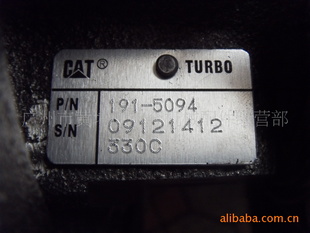 CAT® TURBO
P/N 191-5094
S/N 09121412
330C
alibaba.com.cn